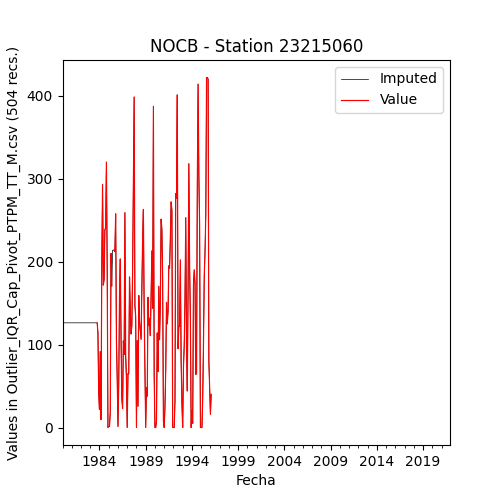 NOCB - Station 23215060
Values in Outlier_IQR_Cap_Pivot_PTPM_TT_M.csv (504 recs.)
400
300
200
100
0
Imputed
Value
1984 1989 1994 1999 2004 2009 2014 2019
Fecha